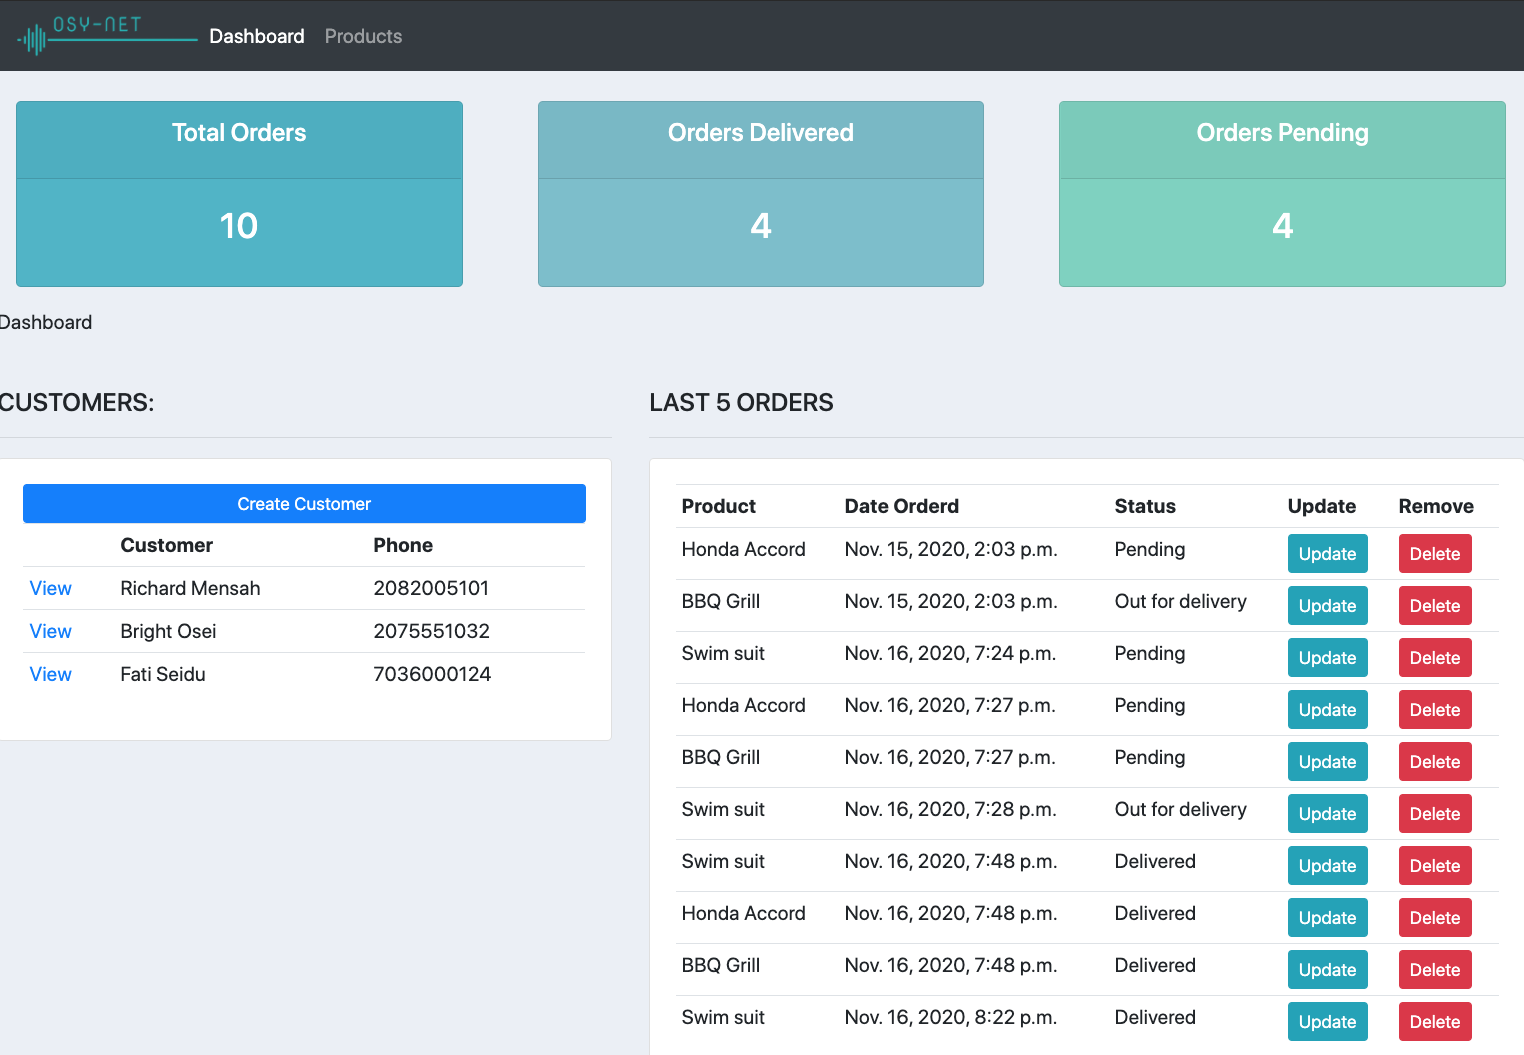 OSY-NET Dashboard Products
Total Orders
10
Orders Delivered
4
Orders Pending
4
Dashboard
CUSTOMERS:
Create Customer
Customer Phone
View Richard Mensah 2082005101
View Bright Osei 2075551032
View Fati Seidu 7036000124
LAST 5 ORDERS
Product Date Orderd Status Update Remove
Honda Accord Nov. 15, 2020, 2:03 p.m. Pending Update Delete
BBQ Grill Nov. 15, 2020, 2:03 p.m. Out for delivery Update Delete
Swim suit Nov. 16, 2020, 7:24 p.m. Pending Update Delete
Honda Accord Nov. 16, 2020, 7:27 p.m. Pending Update Delete
BBQ Grill Nov. 16, 2020, 7:27 p.m. Pending Update Delete
Swim suit Nov. 16, 2020, 7:28 p.m. Out for delivery Update Delete
Swim suit Nov. 16, 2020, 7:48 p.m. Delivered Update Delete
Honda Accord Nov. 16, 2020, 7:48 p.m. Delivered Update Delete
BBQ Grill Nov. 16, 2020, 7:48 p.m. Delivered Update Delete
Swim suit Nov. 16, 2020, 8:22 p.m. Delivered Update Delete